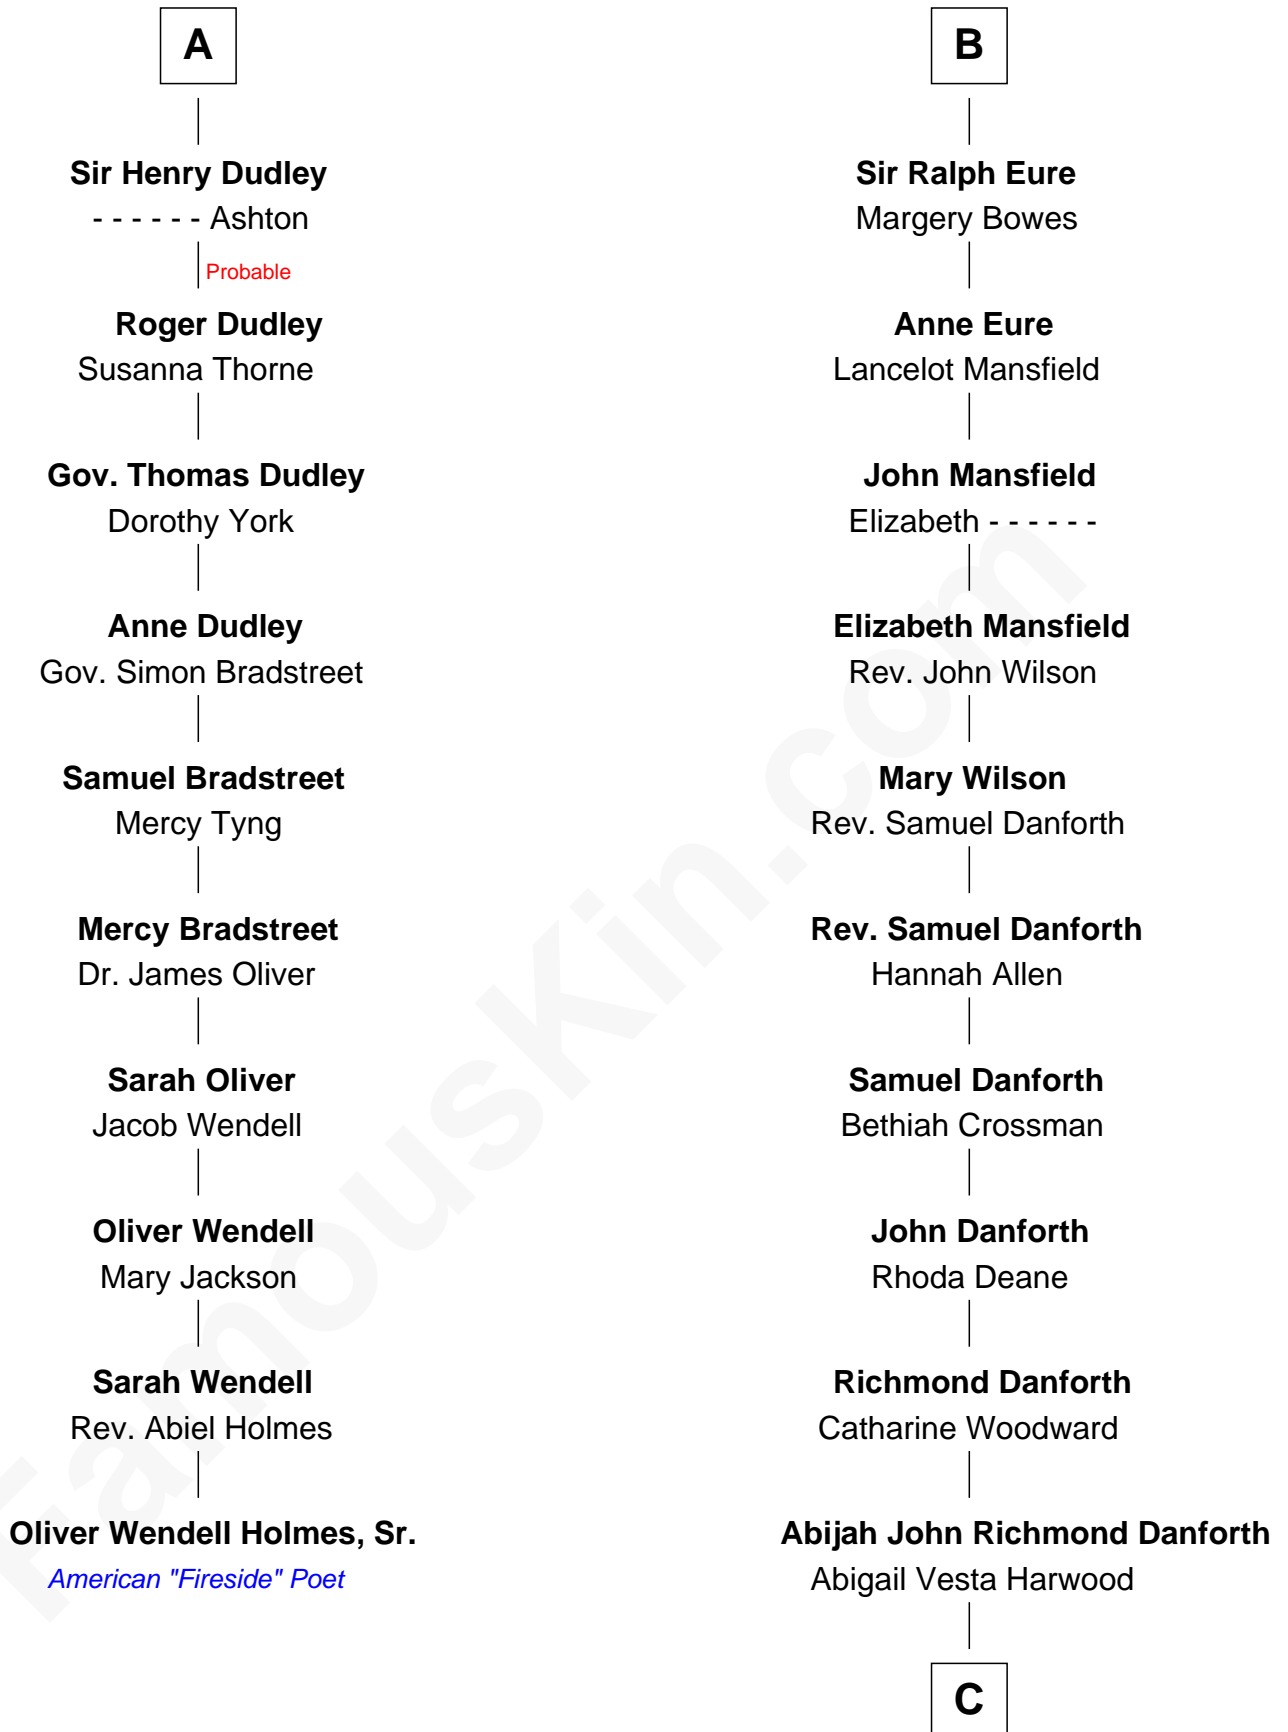 A
Sir Henry Dudley
- - - - - - Ashton
Probable
Roger Dudley
Susanna Thorne
Gov. Thomas Dudley
Dorothy York
Anne Dudley
Gov. Simon Bradstreet
Samuel Bradstreet
Mercy Tyng
Mercy Bradstreet
Dr. James Oliver
Sarah Oliver
Jacob Wendell
Oliver Wendell
Mary Jackson
Sarah Wendell
Rev. Abiel Holmes
Oliver Wendell Holmes, Sr.
American "Fireside" Poet
B
Sir Ralph Eure
Margery Bowes
Anne Eure
Lancelot Mansfield
John Mansfield
Elizabeth - - - - - -
Elizabeth Mansfield
Rev. John Wilson
Mary Wilson
Rev. Samuel Danforth
Rev. Samuel Danforth
Hannah Allen
Samuel Danforth
Bethiah Crossman
John Danforth
Rhoda Deane
Richmond Danforth
Catharine Woodward
Abijah John Richmond Danforth
Abigail Vesta Harwood
C
FamousKin.com